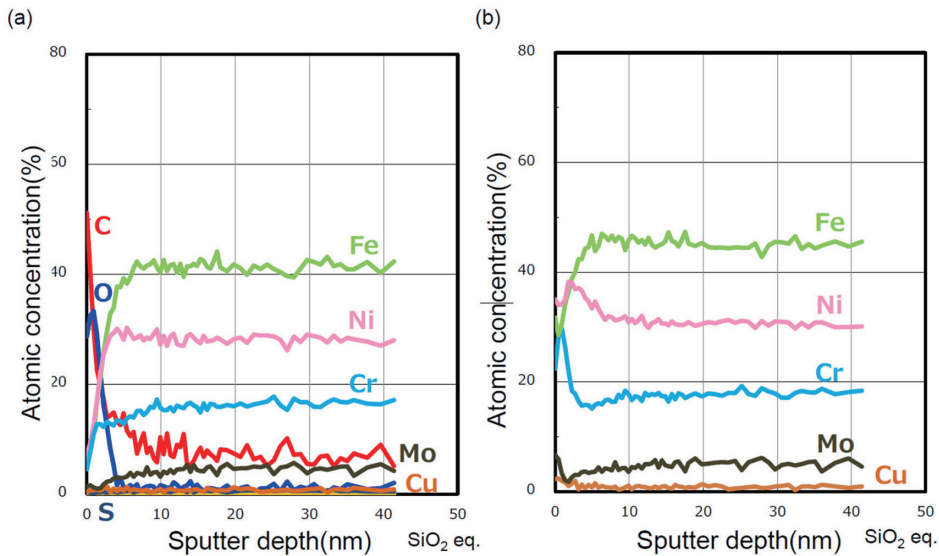 (a)
80
60
40
20
0
Atomic concentration(%)
C
O
Fe
Ni
Cr
Mo
Cu
S
0 10 20 30 40 50
Sputter depth(nm) SiO2 eq.
(b)
80
60
40
20
0
Atomic concentration(%)
Fe
Ni
Cr
Mo
Cu
0 10 20 30 40 50
Sputter depth(nm) SiO2 eq.